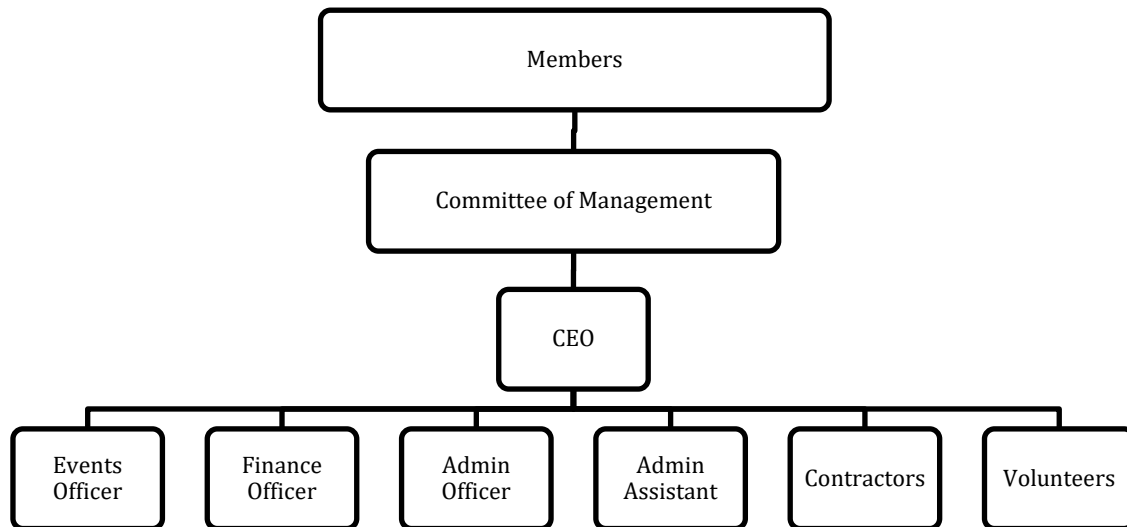 Members
Committee of Management
CEO
Events
Officer
Finance
Officer
Admin
Officer
Admin
Assistant
Contractors
Volunteers